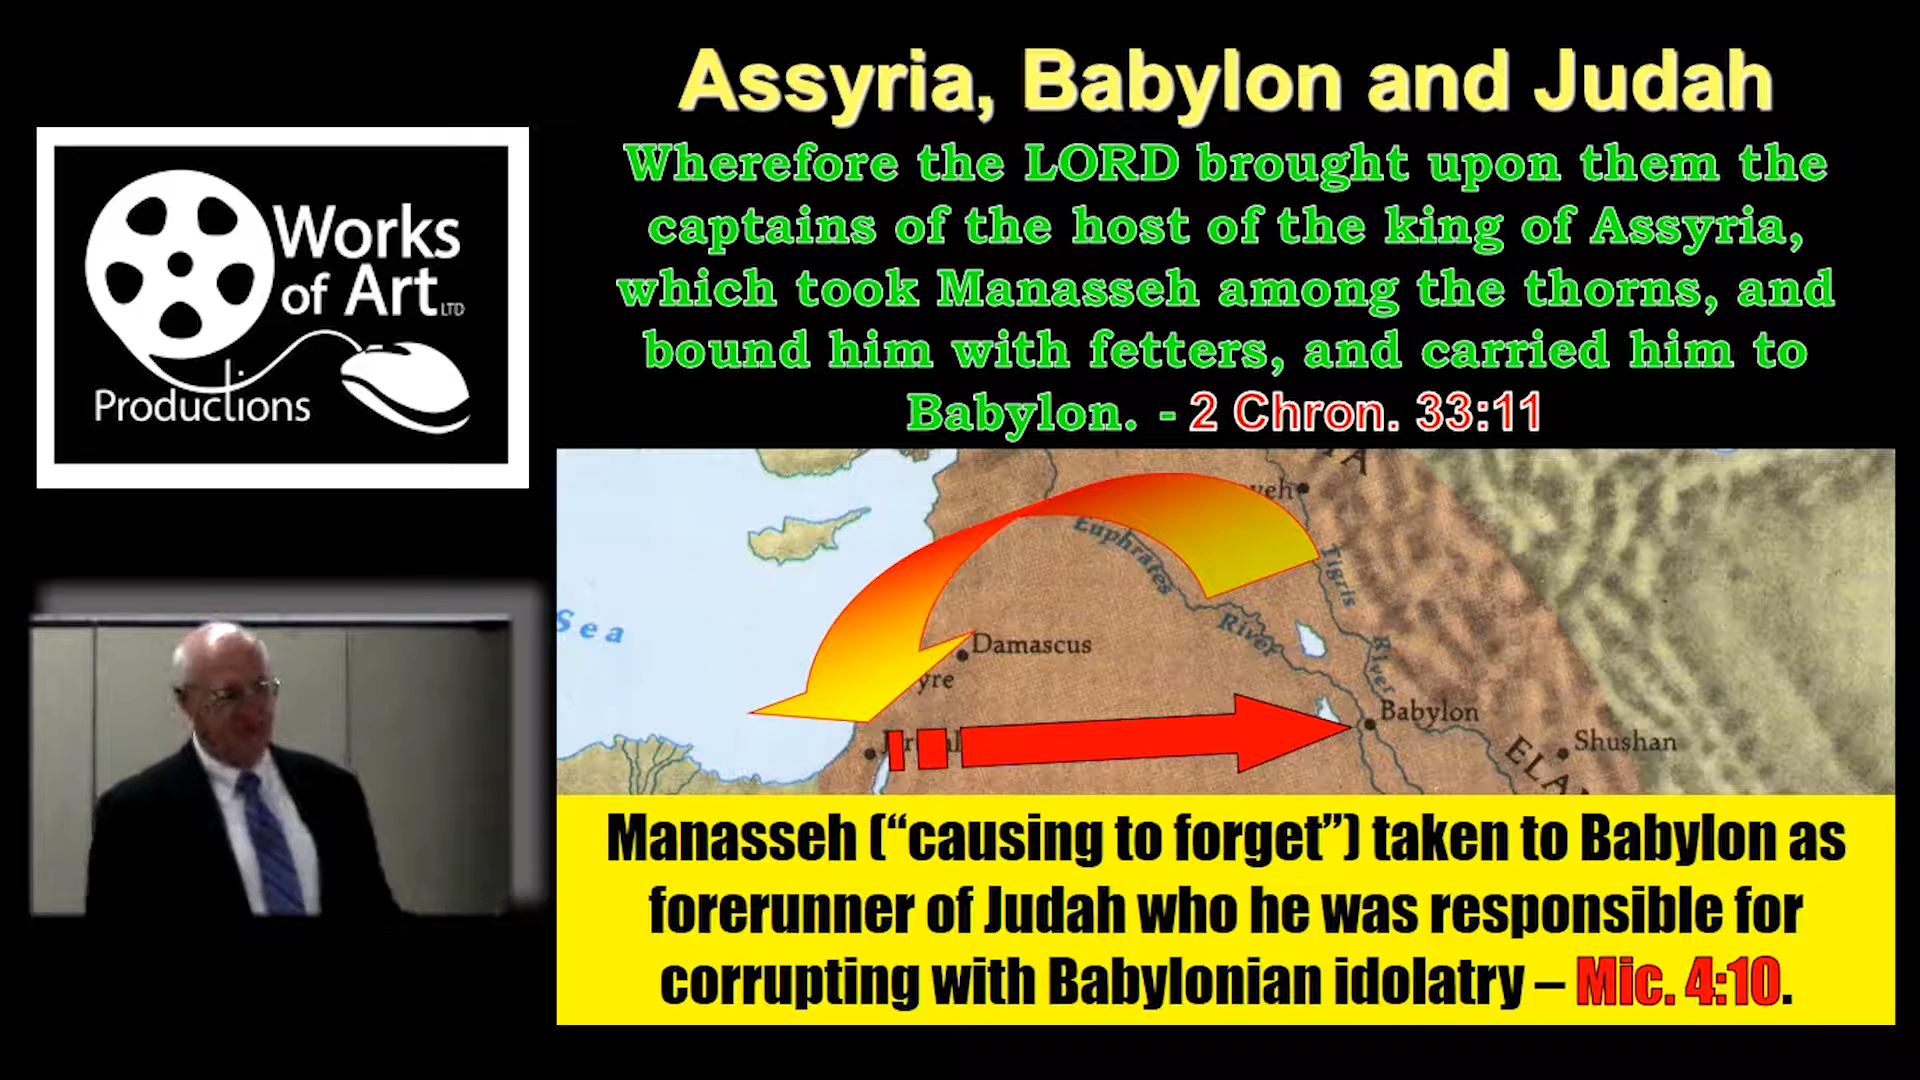 Assyria, Babylon and Judah
Wherefore the LORD brought upon them the
captains of the host of the king of Assyria,
which took Manasseh among the thorns, and
bound him with fetters, and carried him to
Babylon. - 2 Chron. 33:11
Works
of Art LTD
Productions
Euphrates
River
Tigris
River
Sea
Damascus
Babylon
Shushan
Manasseh (“causing to forget”) taken to Babylon as
forerunner of Judah who he was responsible for
corrupting with Babylonian idolatry – Mic. 4:10.